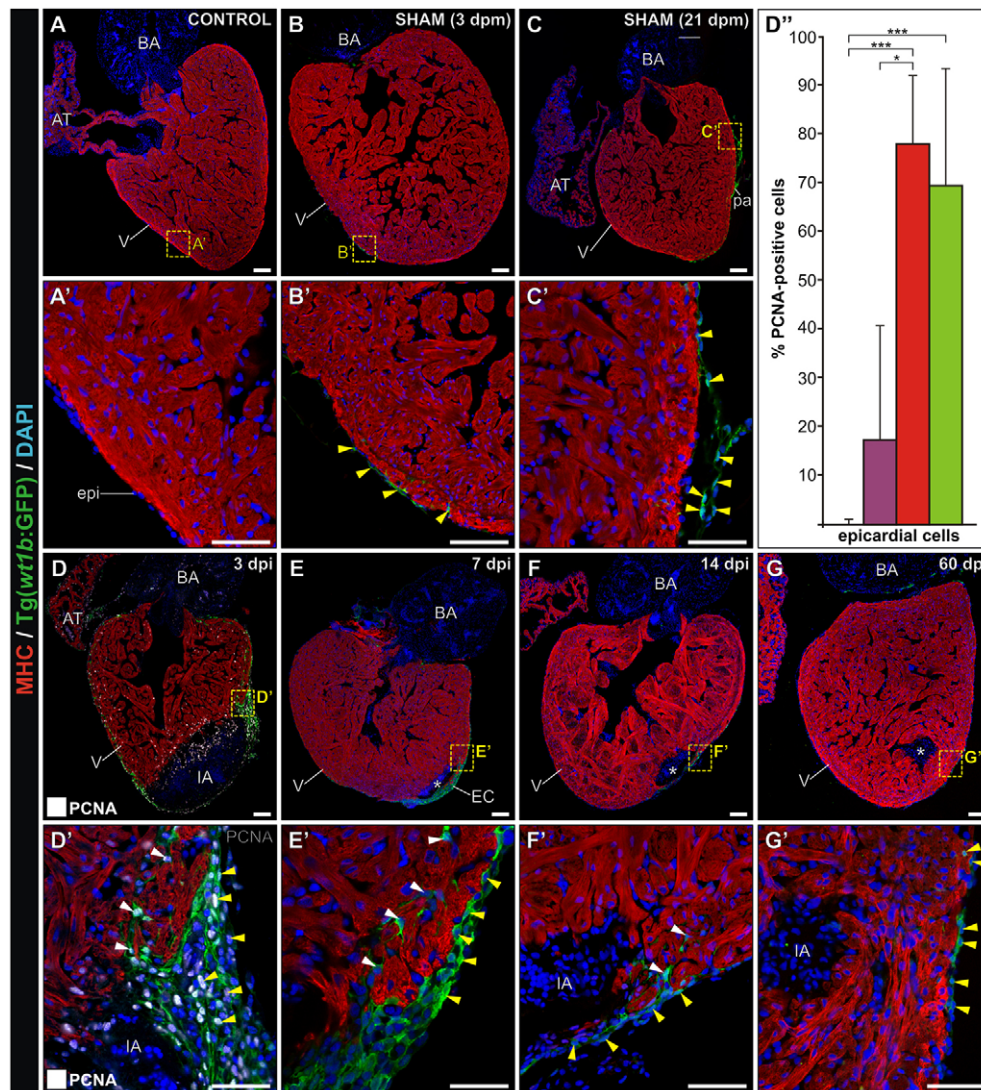 MHC / Tg(wt1b:GFP) / DAPI
A
CONTROL
BA
AT
V
A'
B
SHAM (3 dpm)
BA
V
B'
C
SHAM (21 dpm)
BA
C'
AT
pa
V
D''
100
90
80
70
60
50
40
30
20
10
% PCNA-positive cells
***
***
*
epicardial cells
A'
epi
B'
C'
D
3 dpi
BA
AT
D'
V
IA
PCNA
E
7 dpi
BA
E'
V
*
EC
F
14 dpi
BA
F'
V
*
G
60 dpi
BA
*
V
G'
D'
PCNA
IA
PCNA
E'
F'
IA
G'
IA